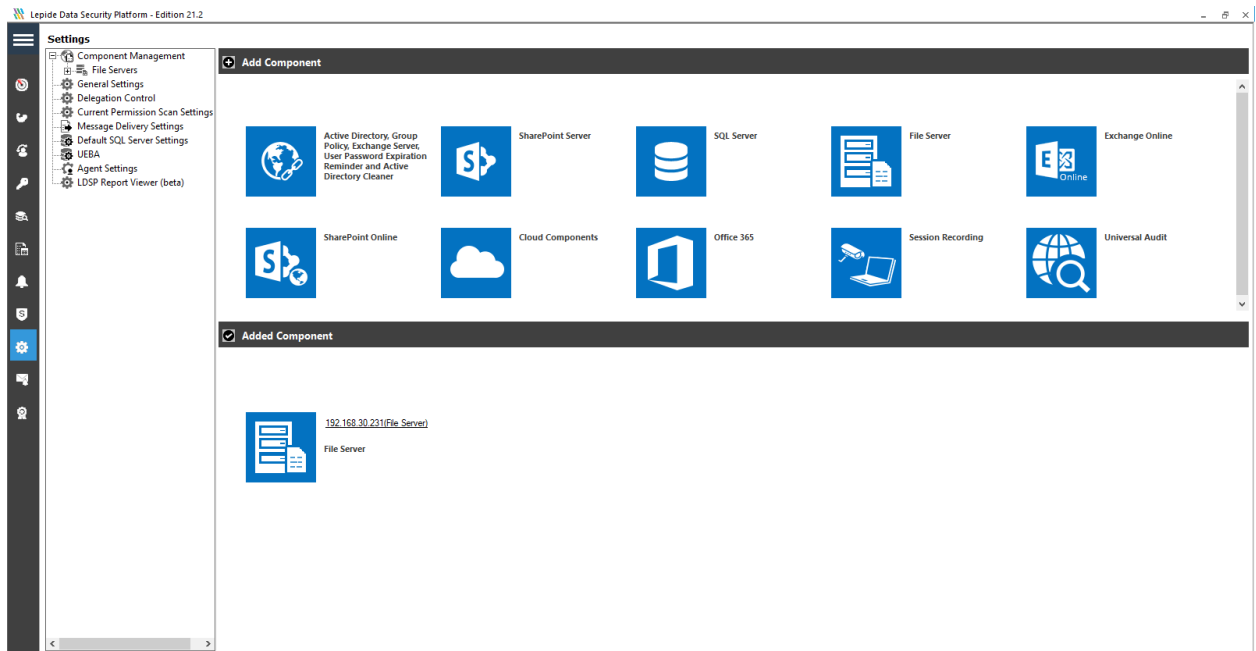 Lepide Data Security Platform - Edition 21.2
Settings
Component Management
File Servers
General Settings
Delegation Control
Current Permission Scan Settings
Message Delivery Settings
Default SQL Server Settings
UEBA
Agent Settings
LDSP Report Viewer (beta)
Add Component
Active Directory, Group
Policy, Exchange Server,
User Password Expiration
Reminder and Active
Directory Cleaner
SharePoint Server
SQL Server
File Server
Exchange Online
S
E
Online
SharePoint Online
Cloud Components
Office 365
Session Recording
Universal Audit
S
Added Component
192.168.30.231(File Server)
File Server